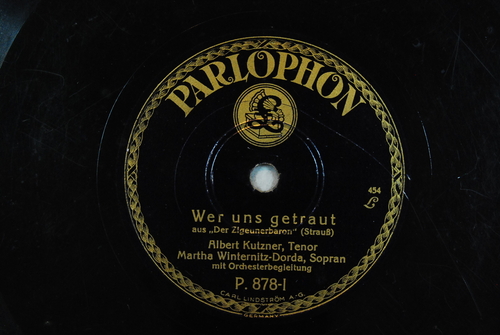 PARLOPHON
454
L
Wer uns getraut
aus „Der Zigeunerbaron" (Strauß)
Albert Kutzner, Tenor
Martha Winternitz-Dorda, Sopran
mit Orchesterbegleitung
P. 878-I
CARL LINDSTRÖM A.-G.
GERMANY